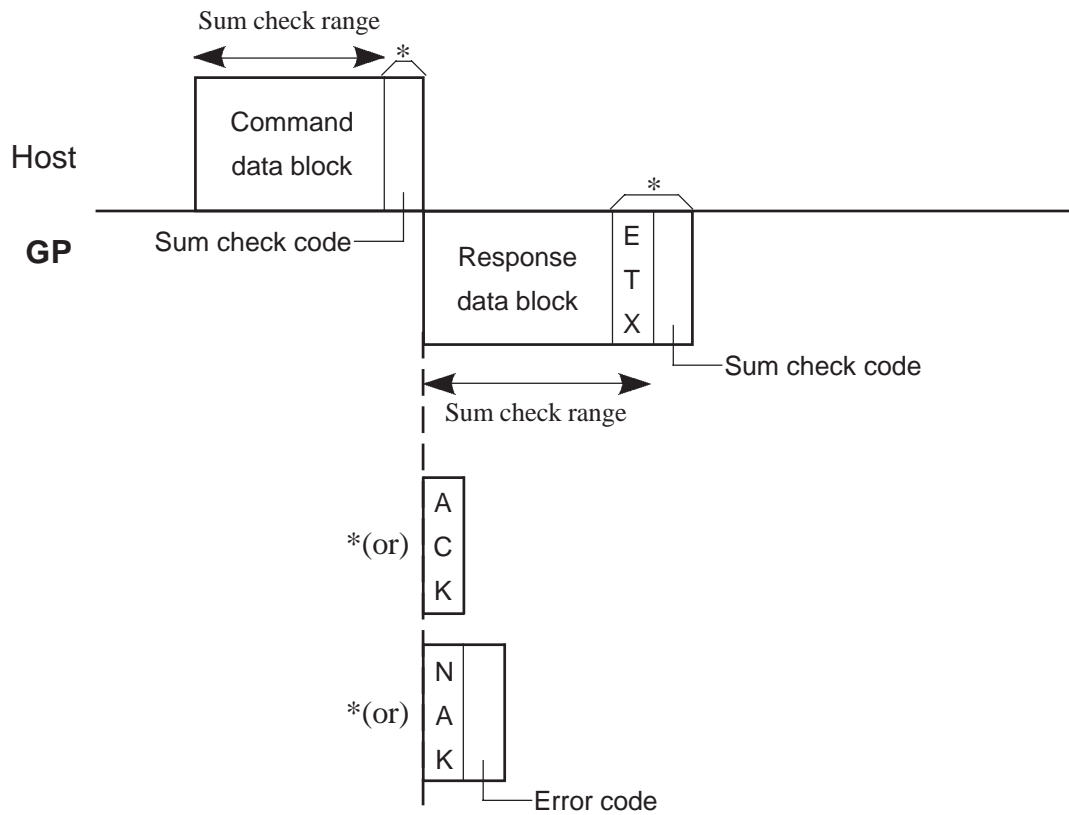 Sum check range
*
Command
data block
Host
*
Sum check code
GP
Response
data block
E
T
X
Sum check code
Sum check range
A
C
K
*(or)
N
A
K
*(or)
Error code